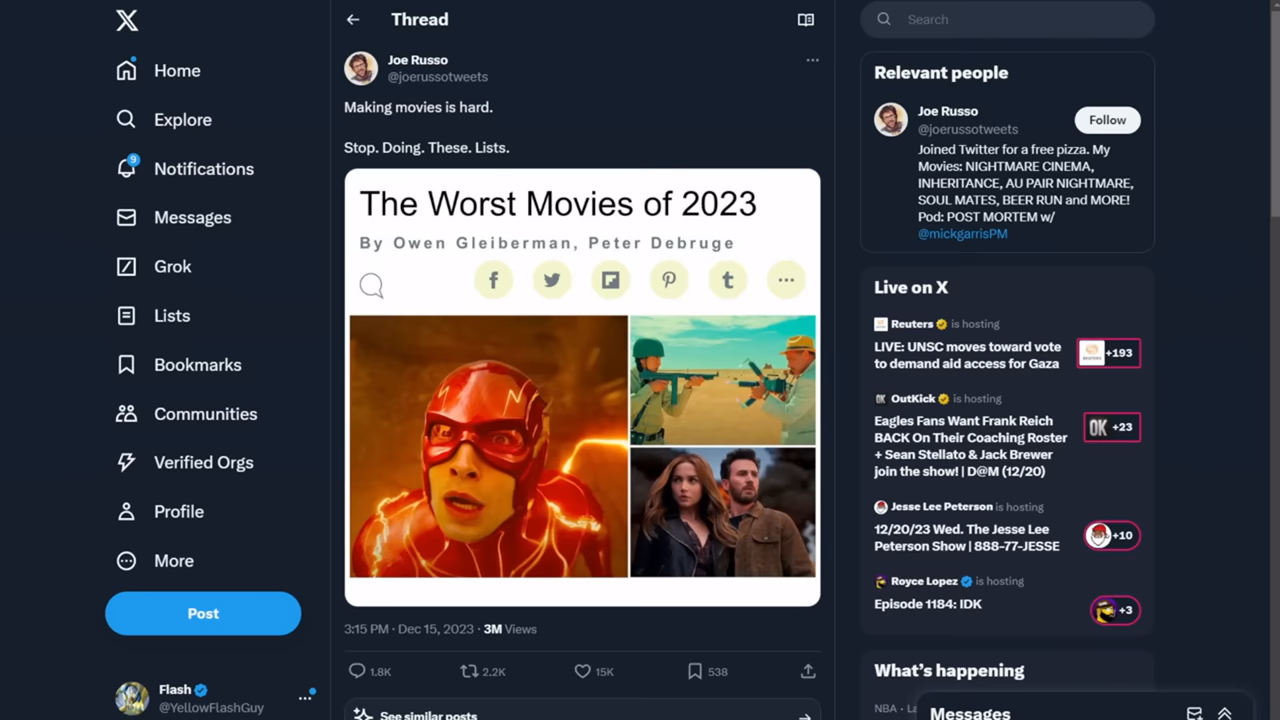 Home
Explore
9
Notifications
Messages
Grok
Lists
Bookmarks
Communities
Verified Orgs
Profile
More
Post
Flash
@YellowFlashGuy
Thread
Joe Russo
@joerussotweets
Making movies is hard.
Stop. Doing. These. Lists.
The Worst Movies of 2023
By Owen Gleiberman, Peter Debruge
3:15 PM · Dec 15, 2023 · 3M Views
1.8K
2.2K
15K
538
See similar posts
Search
Relevant people
Joe Russo
@joerussotweets
Follow
Joined Twitter for a free pizza. My
Movies: NIGHTMARE CINEMA,
INHERITANCE, AU PAIR NIGHTMARE,
SOUL MATES, BEER RUN and MORE!
Pod: POST MORTEM w/
@mickgarrisPM
Live on X
Reuters is hosting
LIVE: UNSC moves toward vote
to demand aid access for Gaza
+193
OutKick is hosting
Eagles Fans Want Frank Reich
BACK On Their Coaching Roster
+ Sean Stellato & Jack Brewer
join the show! | D@M (12/20)
OK +23
Jesse Lee Peterson is hosting
12/20/23 Wed. The Jesse Lee
Peterson Show | 888-77-JESSE
+10
Royce Lopez is hosting
Episode 1184: IDK
+3
What's happening
NBA ·
Messages